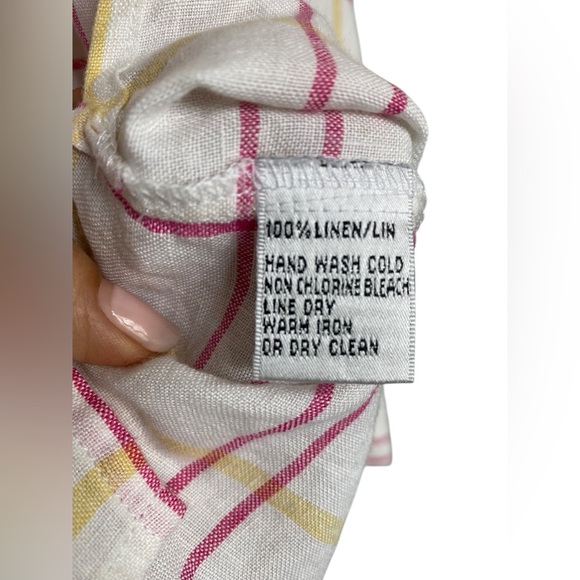 100% LINEN/LIN
HAND WASH COLD
NON CHLORINE BLEACH
LINE DRY
WARM IRON
OR DRY CLEAN